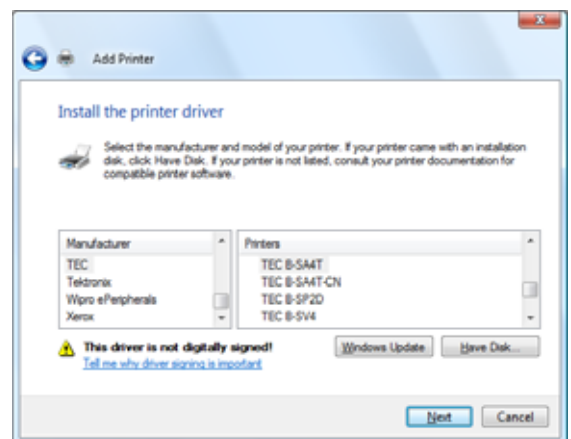 Add Printer
Install the printer driver
Select the manufacturer and model of your printer. If your printer came with an installation
disk, click Have Disk. If your printer is not listed, consult your printer documentation for
compatible printer software.
Manufacturer
TEC
Tektronix
Wipro ePeripherals
Xerox
Printers
TEC B-SA4T
TEC B-SA4T-CN
TEC B-SP2D
TEC B-SV4
This driver is not digitally signed!
Tell me why driver signing is important
Windows Update
Have Disk...
Next
Cancel